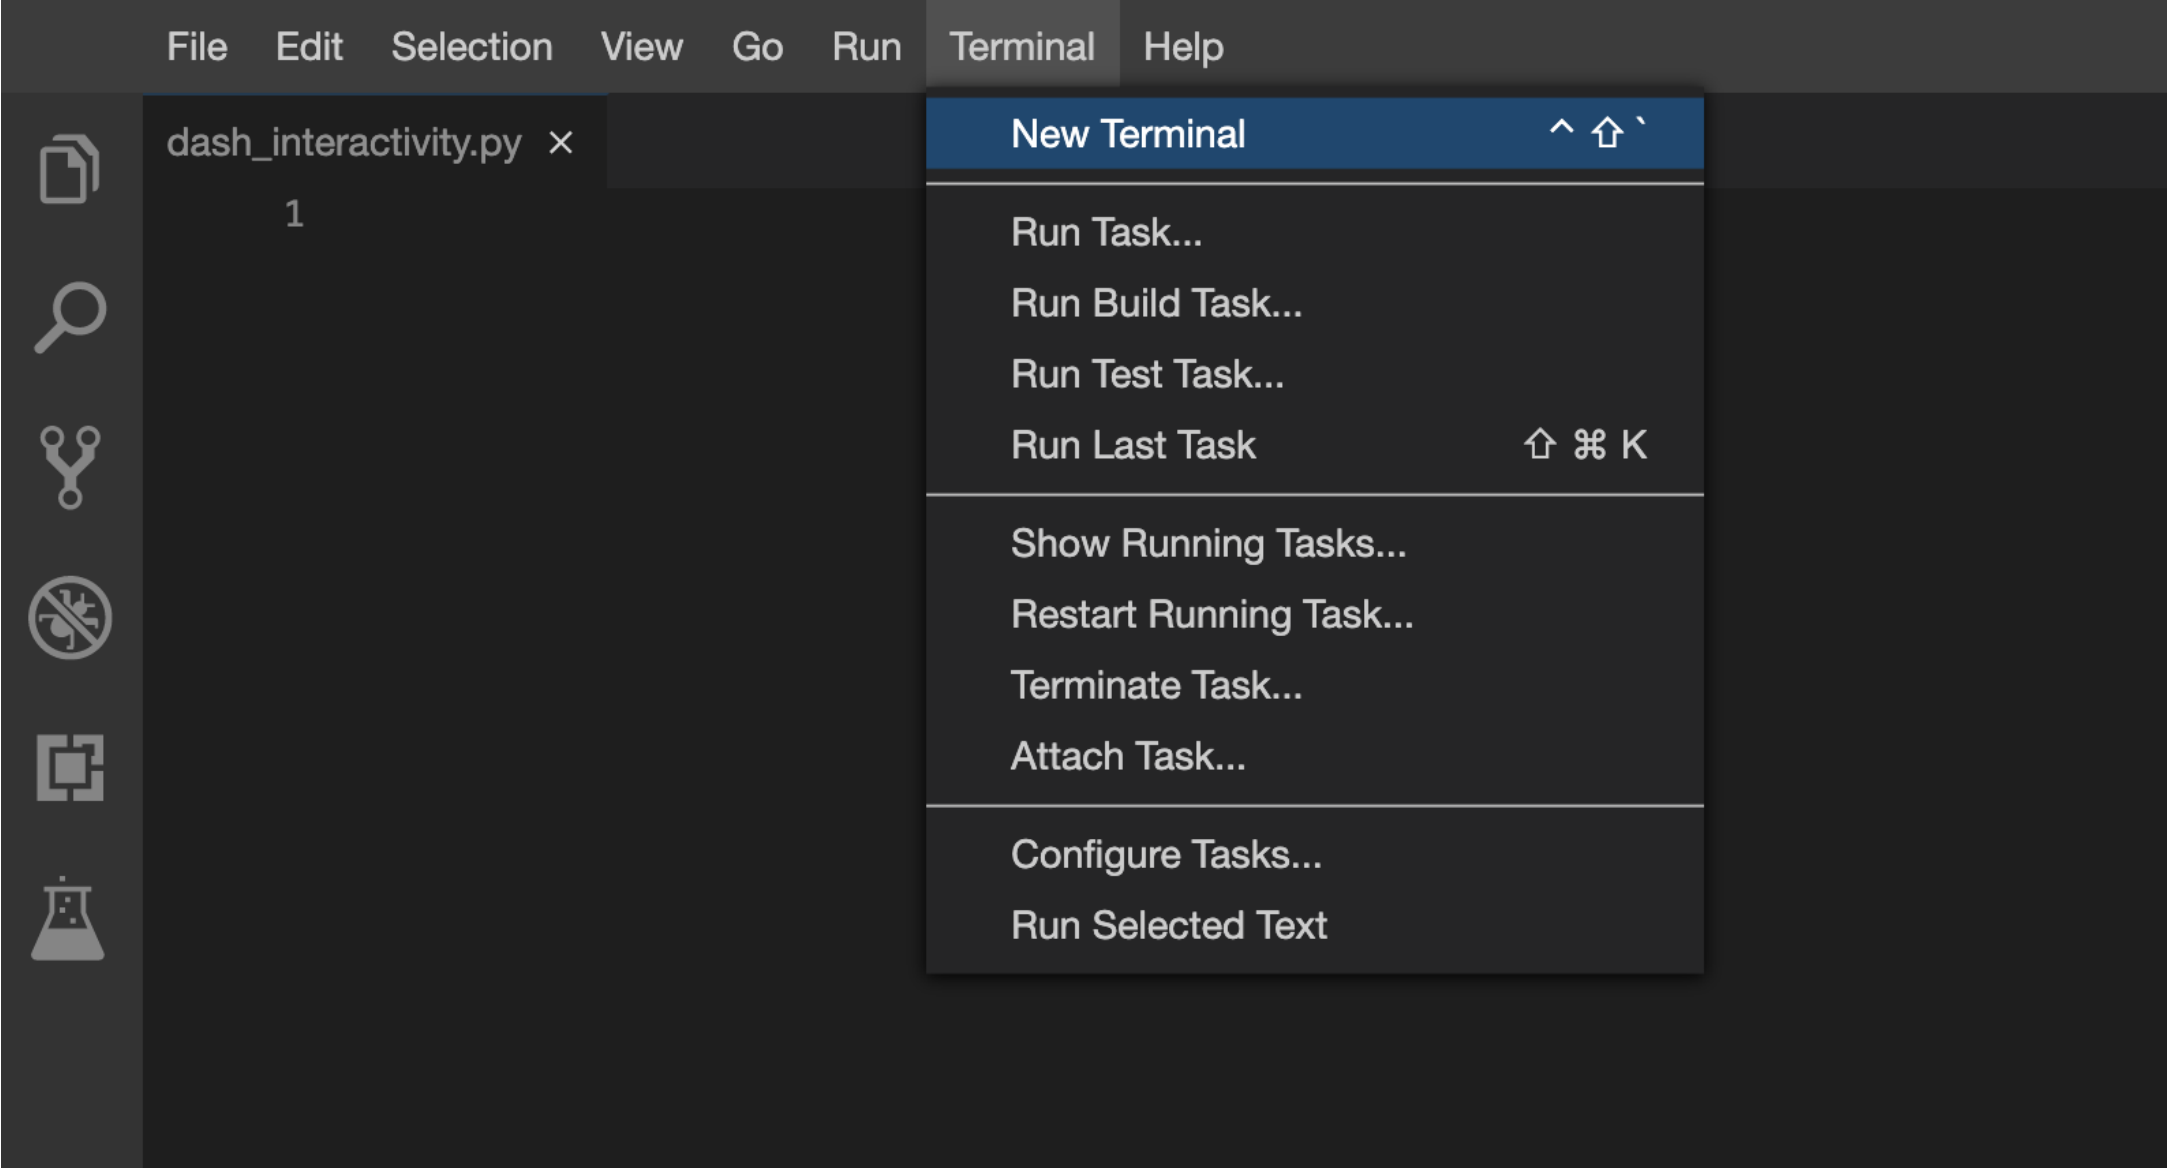 File Edit Selection View Go Run Terminal Help
dash_interactivity.py ×
1
New Terminal ^ ⇧ `
Run Task...
Run Build Task...
Run Test Task...
Run Last Task ⇧ ⌘ K
Show Running Tasks...
Restart Running Task...
Terminate Task...
Attach Task...
Configure Tasks...
Run Selected Text